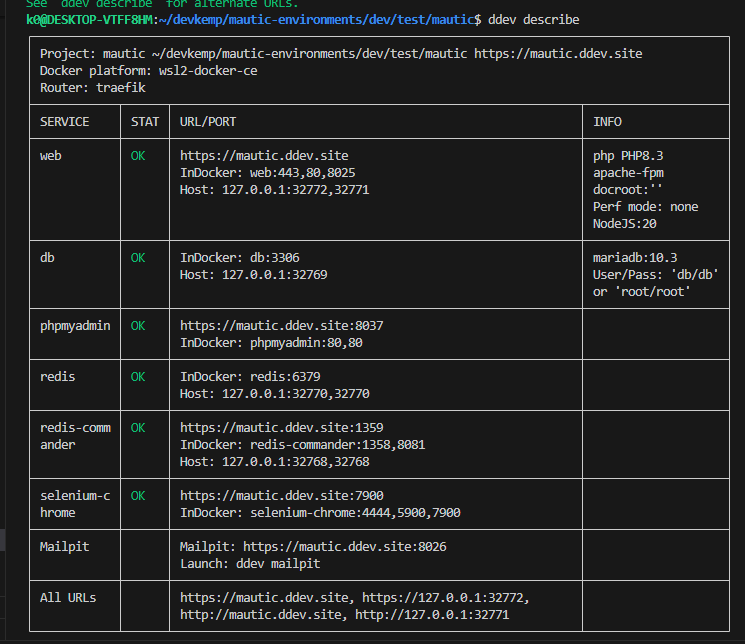 See `ddev describe` for alternate URLs.
k0@DESKTOP-VTFF8HM:~/devkemp/mautic-environments/dev/test/mautic$ ddev describe
Project: mautic ~/devkemp/mautic-environments/dev/test/mautic https://mautic.ddev.site
Docker platform: wsl2-docker-ce
Router: traefik
SERVICE STAT URL/PORT INFO
web OK https://mautic.ddev.site php PHP8.3
InDocker: web:443,80,8025 apache-fpm
Host: 127.0.0.1:32772,32771 docroot:''
Perf mode: none
NodeJS:20
db OK InDocker: db:3306 mariadb:10.3
Host: 127.0.0.1:32769 User/Pass: 'db/db'
or 'root/root'
phpmyadmin OK https://mautic.ddev.site:8037
InDocker: phpmyadmin:80,80
redis OK InDocker: redis:6379
Host: 127.0.0.1:32770,32770
redis-comm OK https://mautic.ddev.site:1359
ander InDocker: redis-commander:1358,8081
Host: 127.0.0.1:32768,32768
selenium-c OK https://mautic.ddev.site:7900
hrome InDocker: selenium-chrome:4444,5900,7900
Mailpit Mailpit: https://mautic.ddev.site:8026
Launch: ddev mailpit
All URLs https://mautic.ddev.site, https://127.0.0.1:32772,
http://mautic.ddev.site, http://127.0.0.1:32771